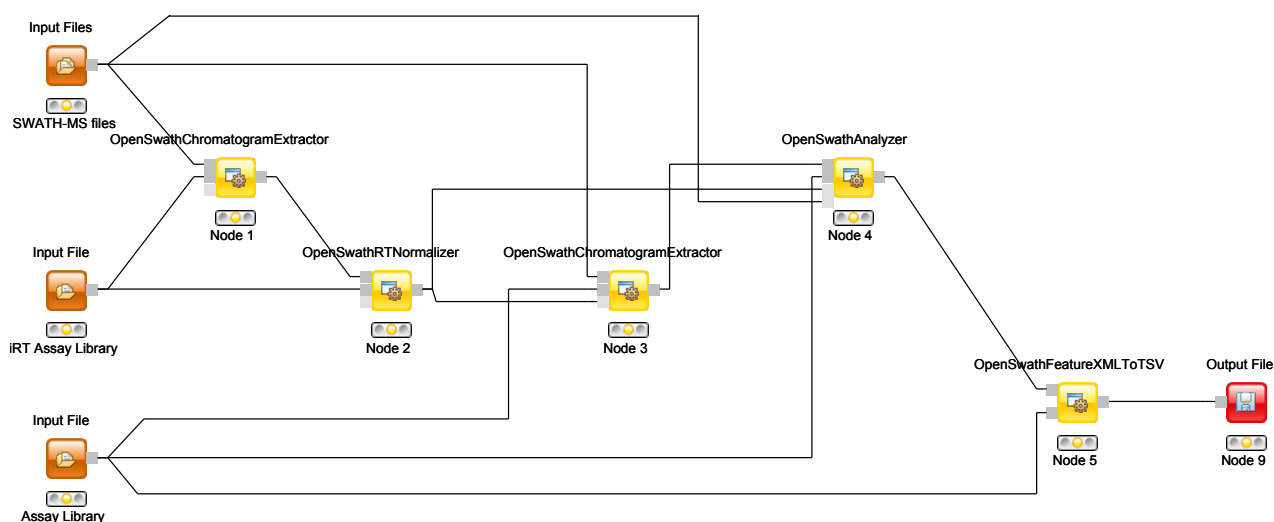 Input Files
SWATH-MS files
OpenSwathChromatogramExtractor
Node 1
OpenSwathAnalyzer
Node 4
Input File
iRT Assay Library
OpenSwathRTNormalizer
Node 2
OpenSwathChromatogramExtractor
Node 3
OpenSwathFeatureXMLToTSV
Node 5
Output File
Node 9
Input File
Assay Library